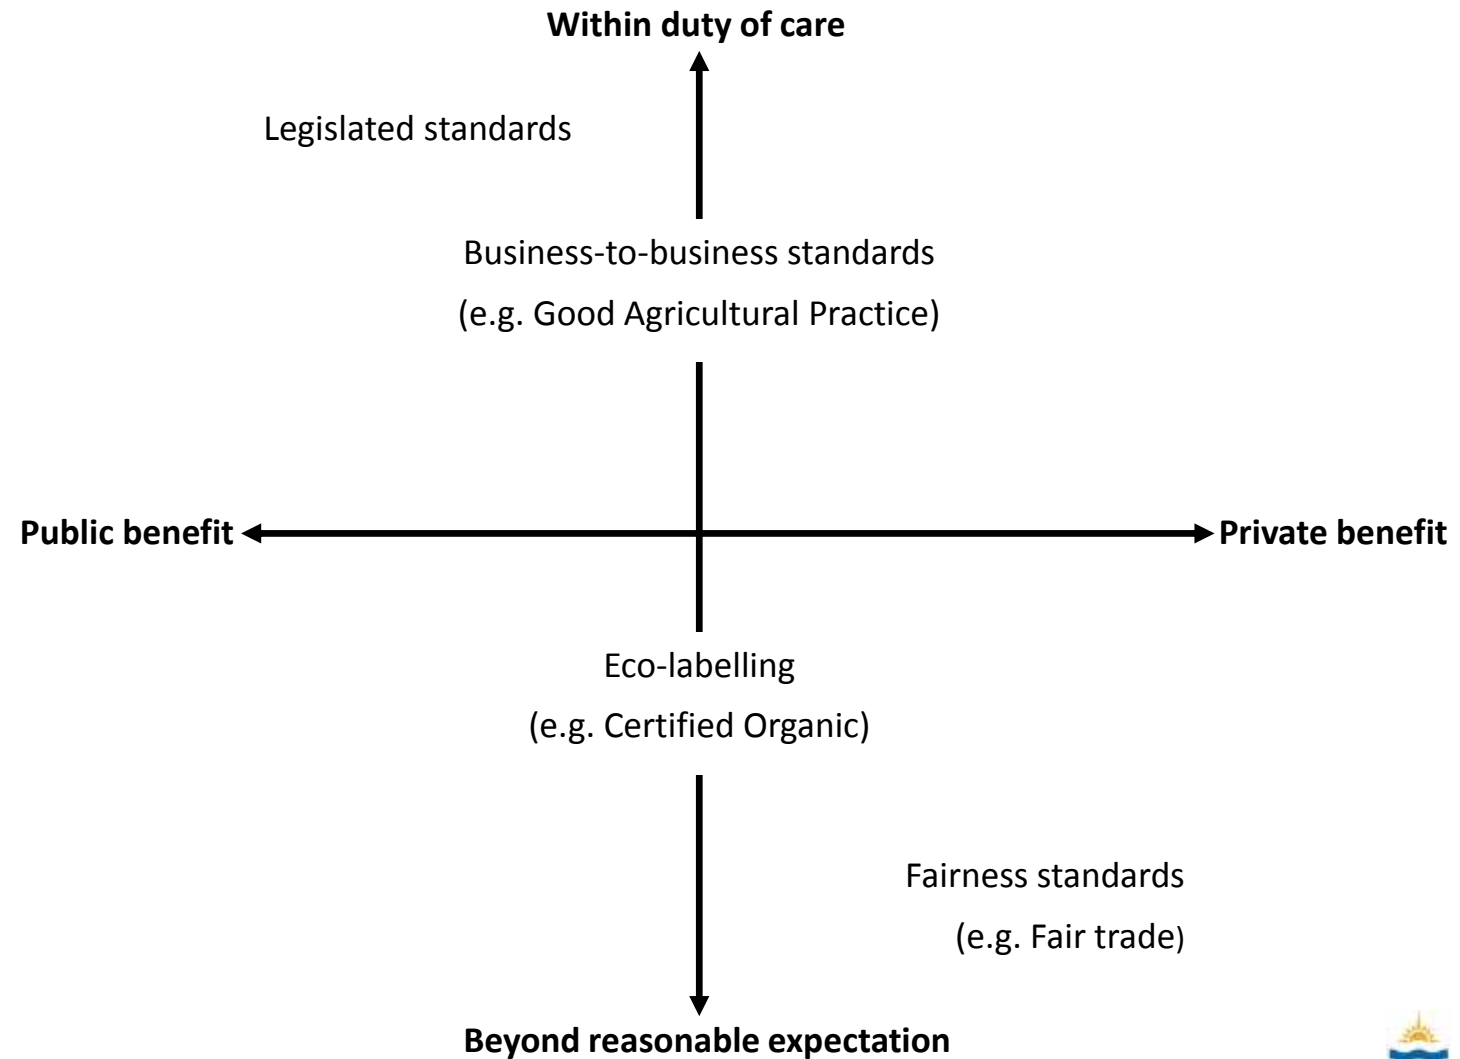 Within duty of care
Legislated standards
Business-to-business standards
(e.g. Good Agricultural Practice)
Public benefit
Private benefit
Eco-labelling
(e.g. Certified Organic)
Fairness standards
(e.g. Fair trade)
Beyond reasonable expectation